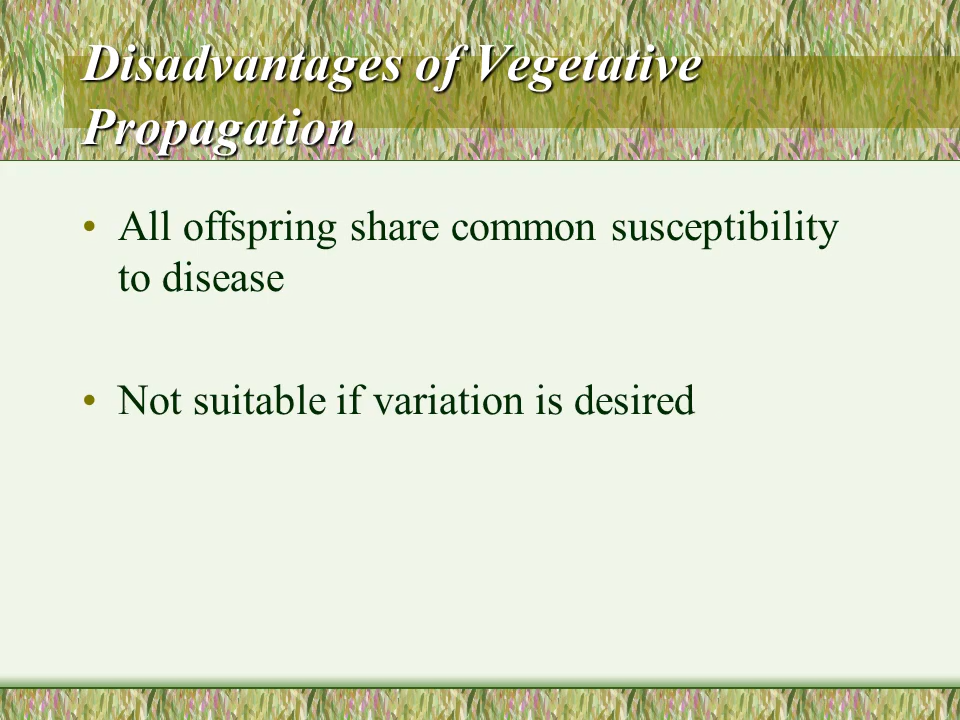 Disadvantages of Vegetative
Propagation
• All offspring share common susceptibility
to disease
• Not suitable if variation is desired